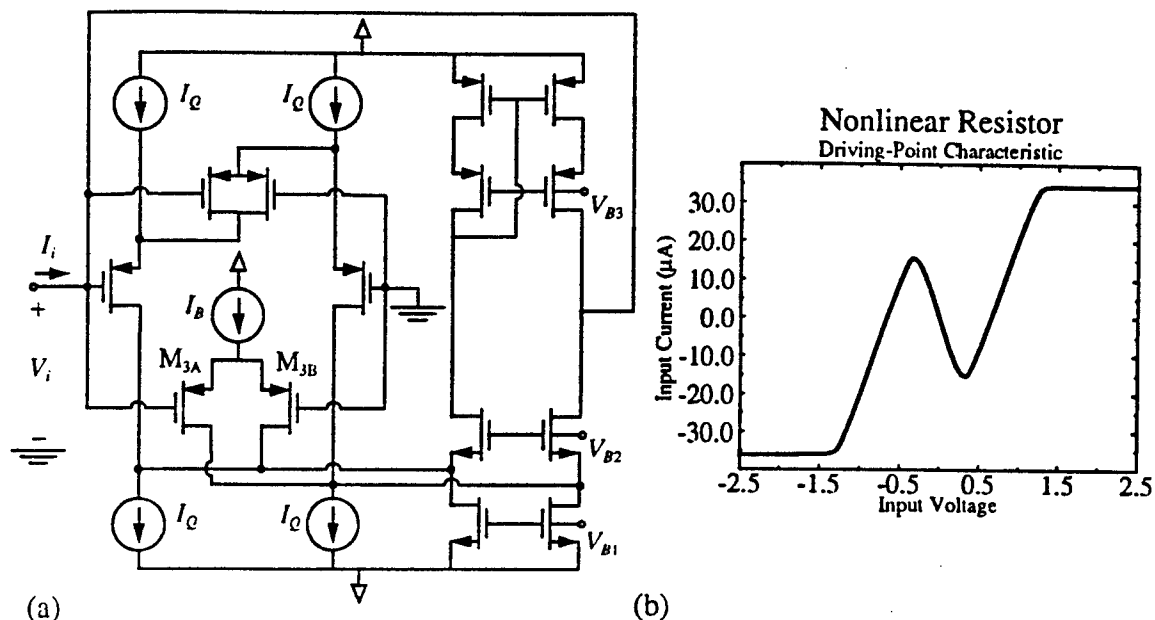 I_Q
I_Q
V_B3
I_i
+
I_B
M_3A
M_3B
V_i
-
V_B2
I_Q
I_Q
V_B1
(a)
Nonlinear Resistor
Driving-Point Characteristic
Input Current (µA)
30.0
20.0
10.0
0.0
-10.0
-20.0
-30.0
-2.5
-1.5
-0.5
0.5
1.5
2.5
Input Voltage
(b)